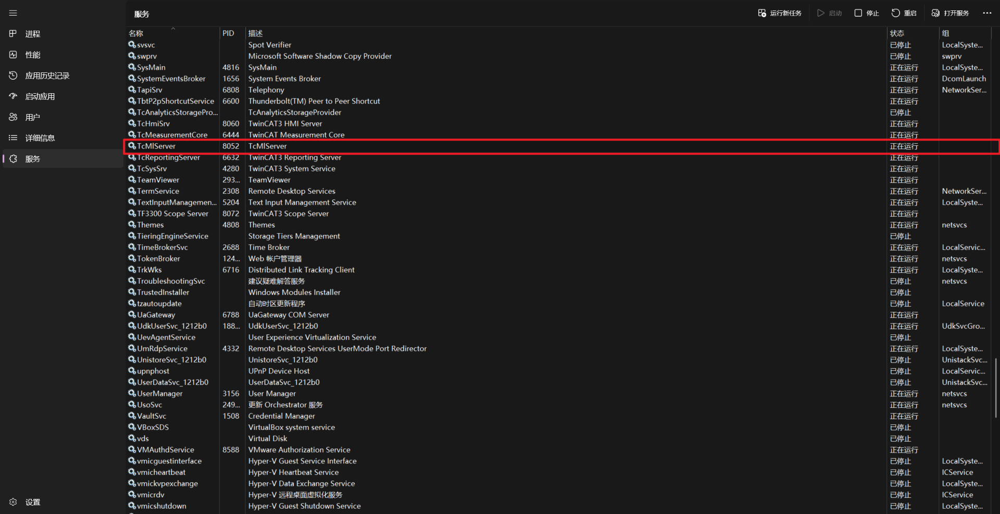 服务
运行新任务 启动 停止 重启 打开服务
进程
性能
应用历史记录
启动应用
用户
详细信息
服务
设置
名称 PID 描述 状态 组
svsvc Spot Verifier 已停止 LocalSyste...
swprv Microsoft Software Shadow Copy Provider 已停止 swprv
SysMain 4816 SysMain 正在运行 LocalSyste...
SystemEventsBroker 1656 System Events Broker 正在运行 DcomLaunch
TapiSrv 6808 Telephony 正在运行 NetworkSer...
TbtP2pShortcutService 6600 Thunderbolt(TM) Peer to Peer Shortcut 正在运行
TcAnalyticsStoragePro... TcAnalyticsStorageProvider 已停止
TcHmiSrv 8060 TwinCAT3 HMI Server 正在运行
TcMeasurementCore 6444 TwinCAT Measurement Core 正在运行
TcMlServer 8052 TcMlServer 正在运行
TcReportingServer 6632 TwinCAT3 Reporting Server 正在运行
TcSysSrv 4280 TwinCAT3 System Service 正在运行
TeamViewer 293... TeamViewer 正在运行
TermService 2308 Remote Desktop Services 正在运行 NetworkSer...
TextInputManagemen... 5204 Text Input Management Service 正在运行 LocalSyste...
TF3300 Scope Server 8072 TwinCAT3 Scope Server 正在运行
Themes 4808 Themes 正在运行 netsvcs
TieringEngineService Storage Tiers Management 已停止
TimeBrokerSvc 2688 Time Broker 正在运行 LocalServic...
TokenBroker 124... Web 帐户管理器 正在运行 netsvcs
TrkWks 6716 Distributed Link Tracking Client 正在运行 LocalSyste...
TroubleshootingSvc 建议疑难解答服务 已停止 netsvcs
TrustedInstaller Windows Modules Installer 已停止
tzautoupdate 自动时区更新程序 已停止 LocalService
UaGateway 6788 UaGateway COM Server 正在运行
UdkUserSvc_1212b0 188... UdkUserSvc_1212b0 正在运行 UdkSvcGro...
UevAgentService User Experience Virtualization Service 已停止
UmRdpService 4332 Remote Desktop Services UserMode Port Redirector 正在运行 LocalSyste...
UnistoreSvc_1212b0 UnistoreSvc_1212b0 已停止 UnistackSvc...
upnphost UPnP Device Host 已停止 LocalServic...
UserDataSvc_1212b0 UserDataSvc_1212b0 已停止 UnistackSvc...
UserManager 3156 User Manager 正在运行 netsvcs
UsoSvc 249... 更新 Orchestrator 服务 正在运行 netsvcs
VaultSvc 1508 Credential Manager 正在运行
VBoxSDS VirtualBox system service 已停止
vds Virtual Disk 已停止
VMAuthdService 8588 VMware Authorization Service 正在运行
vmicguestinterface Hyper-V Guest Service Interface 已停止 LocalSyste...
vmicheartbeat Hyper-V Heartbeat Service 已停止 ICService
vmickvpexchange Hyper-V Data Exchange Service 已停止 LocalSyste...
vmicrdv Hyper-V 远程桌面虚拟化服务 已停止 ICService
vmicshutdown Hyper-V Guest Shutdown Service 已停止 LocalSyste...